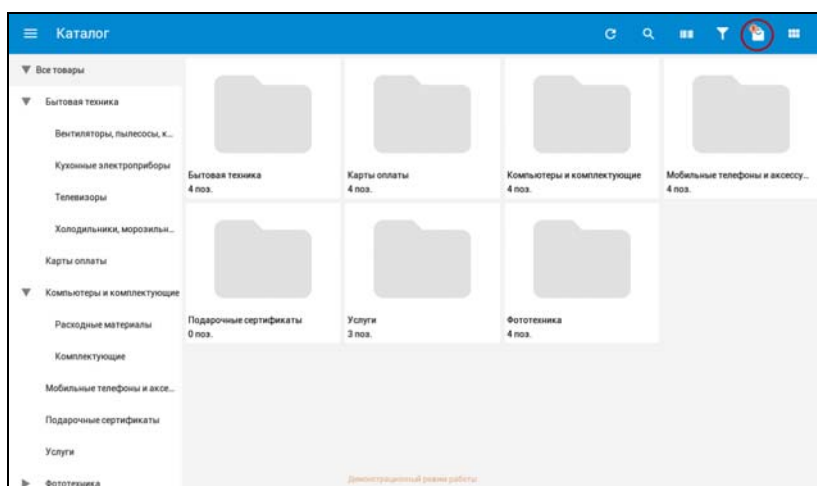 Каталог
Все товары
Бытовая техника
Вентиляторы, пылесосы, к...
Кухонные электроприборы
Телевизоры
Холодильники, морозильн...
Карты оплаты
Компьютеры и комплектующие
Расходные материалы
Комплектующие
Мобильные телефоны и аксе...
Подарочные сертификаты
Услуги
Фототехника
Бытовая техника
4 поз.
Карты оплаты
4 поз.
Компьютеры и комплектующие
4 поз.
Мобильные телефоны и аксессу...
4 поз.
Подарочные сертификаты
0 поз.
Услуги
3 поз.
Фототехника
4 поз.
Демонстрационный режим работы